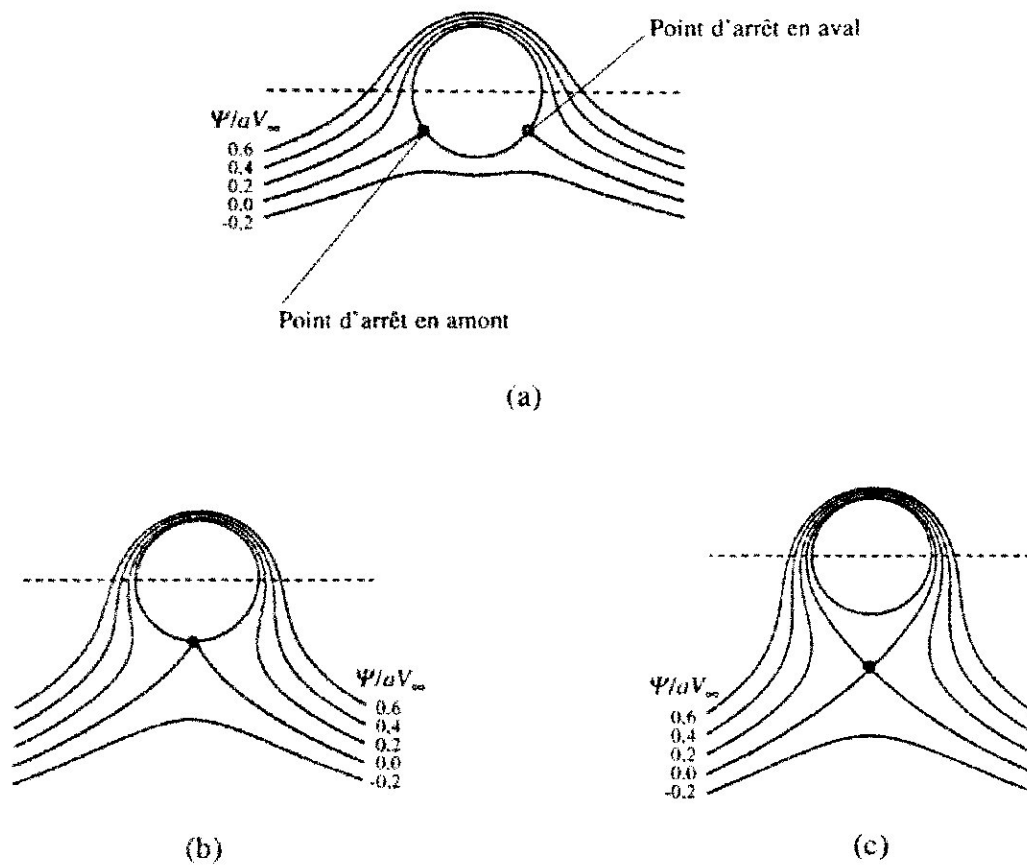 Point d'arrêt en aval
Ψ/aV∞
0,6
0,4
0,2
0,0
-0,2
Point d'arrêt en amont
(a)
Ψ/aV∞
0,6
0,4
0,2
0,0
-0,2
(b)
Ψ/aV∞
0,6
0,4
0,2
0,0
-0,2
(c)